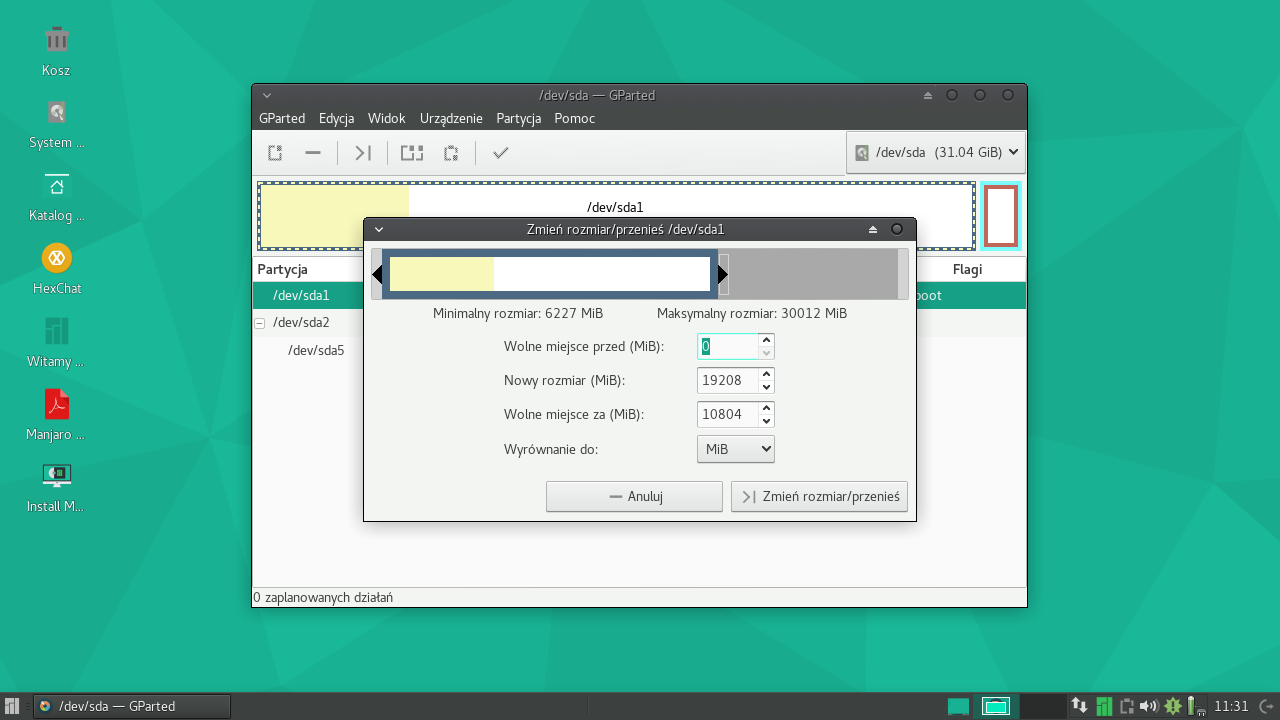 Kosz
System ...
Katalog ...
HexChat
Witamy ...
Manjaro ...
Install M...
/dev/sda — GParted
GParted Edycja Widok Urządzenie Partycja Pomoc
/dev/sda (31.04 GiB)
/dev/sda1
Partycja
Flagi
/dev/sda1
boot
/dev/sda2
/dev/sda5
Zmień rozmiar/przenieś /dev/sda1
Minimalny rozmiar: 6227 MiB
Maksymalny rozmiar: 30012 MiB
Wolne miejsce przed (MiB): 0
Nowy rozmiar (MiB): 19208
Wolne miejsce za (MiB): 10804
Wyrównanie do: MiB
Anuluj
Zmień rozmiar/przenieś
0 zaplanowanych działań
/dev/sda — GParted
11:31